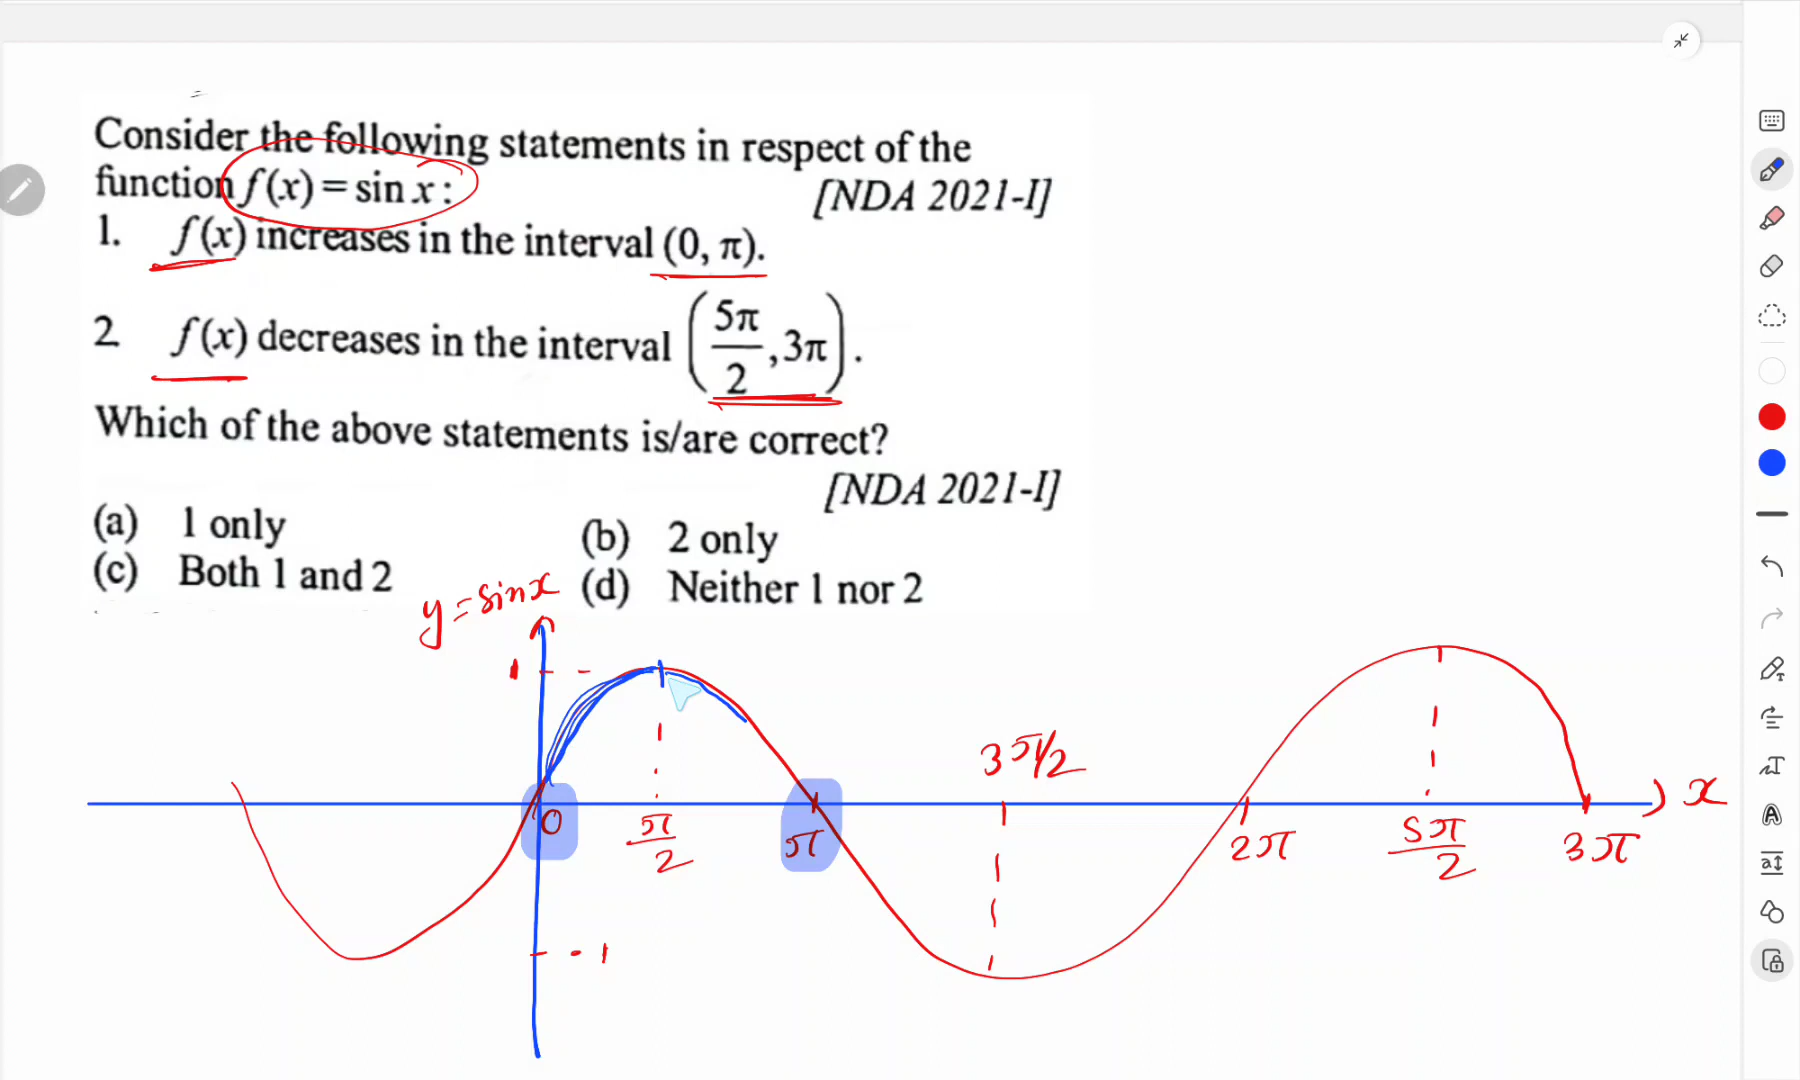 Consider the following statements in respect of the
function f(x) = sin x :
[NDA 2021-I]
1. f(x) increases in the interval (0, π).
2 f(x) decreases in the interval (5π/2, 3π).
Which of the above statements is/are correct?
[NDA 2021-I]
(a) 1 only
(b) 2 only
(c) Both 1 and 2
(d) Neither 1 nor 2
y = sin x
1
3π/2
x
0
π/2
π
2π
5π/2
3π
-1